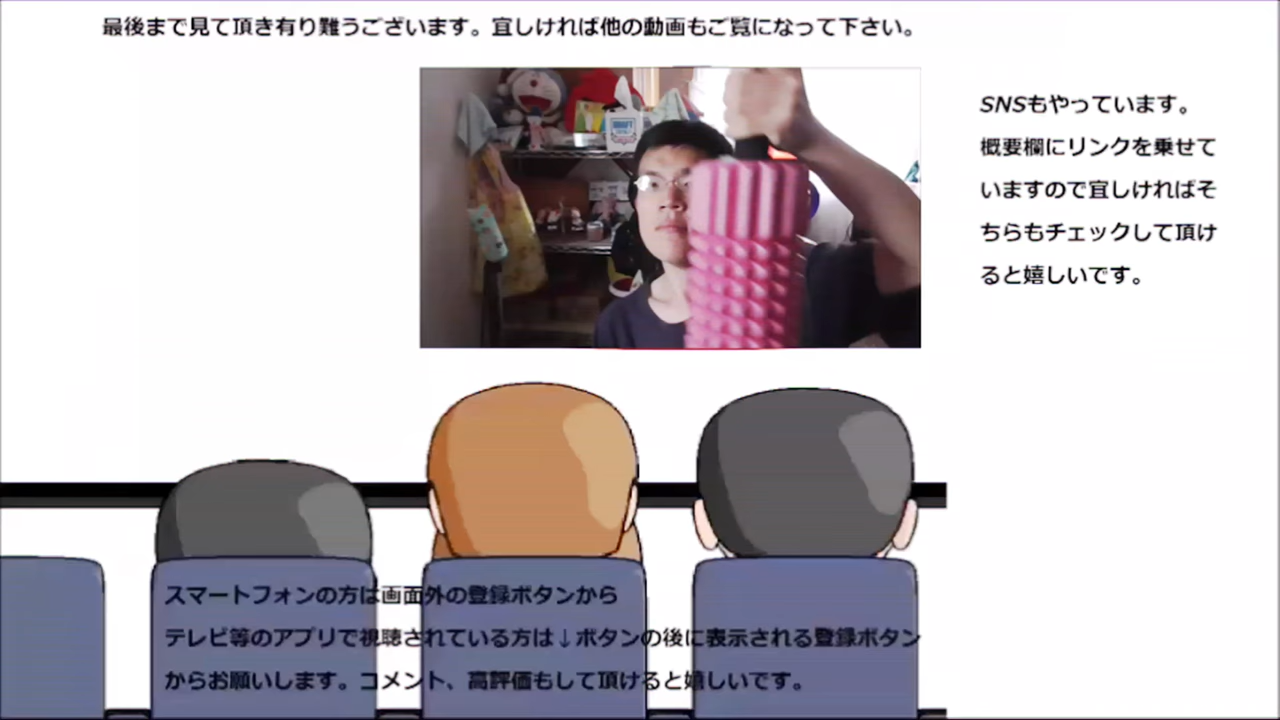 最後まで見て頂き有り難うございます。宜しければ他の動画もご覧になって下さい。
SNSもやっています。
概要欄にリンクを乗せて
いますので宜しければそ
ちらもチェックして頂け
ると嬉しいです。
スマートフォンの方は画面外の登録ボタンから
テレビ等のアプリで視聴されている方は↓ボタンの後に表示される登録ボタン
からお願いします。コメント、高評価もして頂けると嬉しいです。